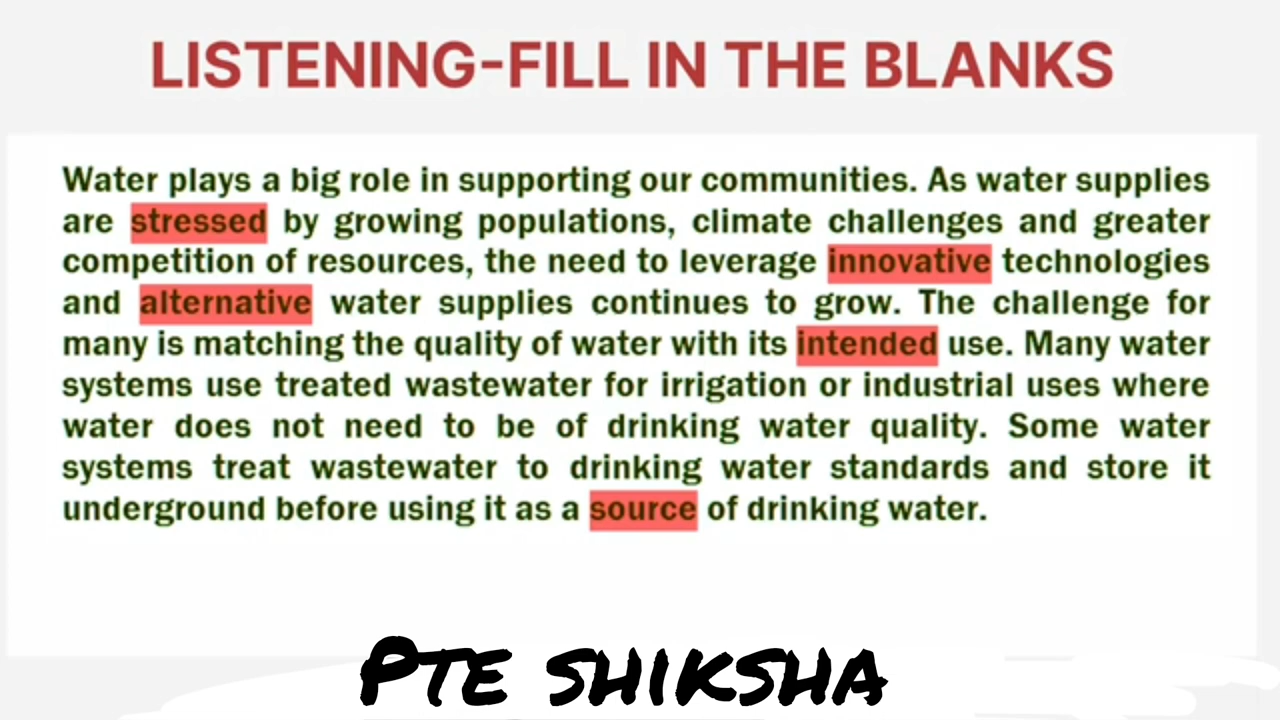 LISTENING-FILL IN THE BLANKS
Water plays a big role in supporting our communities. As water supplies
are stressed by growing populations, climate challenges and greater
competition of resources, the need to leverage innovative technologies
and alternative water supplies continues to grow. The challenge for
many is matching the quality of water with its intended use. Many water
systems use treated wastewater for irrigation or industrial uses where
water does not need to be of drinking water quality. Some water
systems treat wastewater to drinking water standards and store it
underground before using it as a source of drinking water.
PTE SHIKSHA